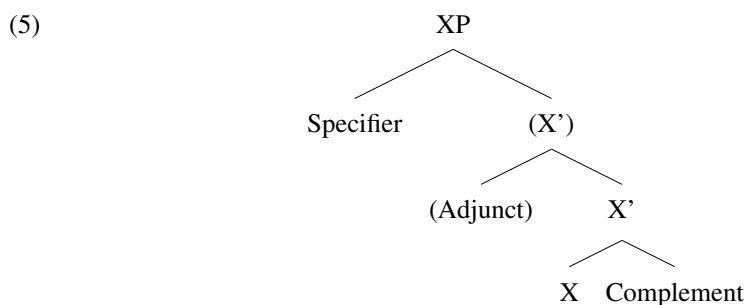 (5) XP
Specifier (X’)
(Adjunct) X’
X Complement